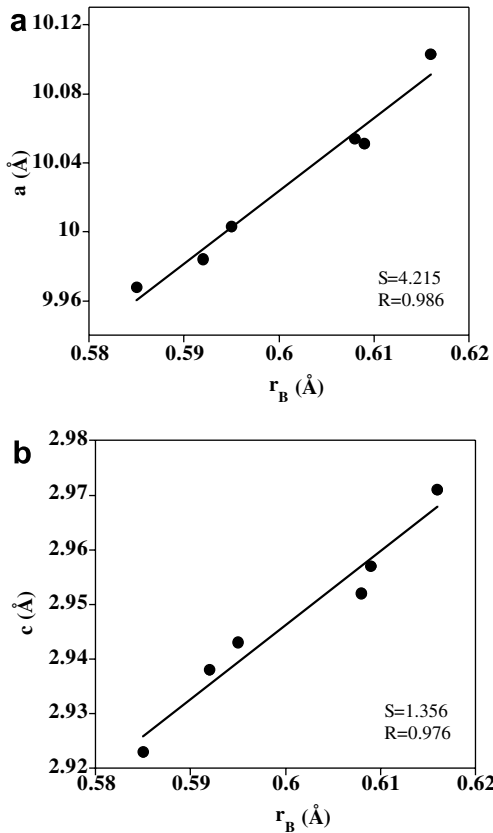 a
10.12
10.08
10.04
10
9.96
a (Å)
S=4.215
R=0.986
0.58
0.59
0.6
0.61
0.62
r_B (Å)
b
2.98
2.97
2.96
2.95
2.94
2.93
2.92
c (Å)
S=1.356
R=0.976
0.58
0.59
0.6
0.61
0.62
r_B (Å)